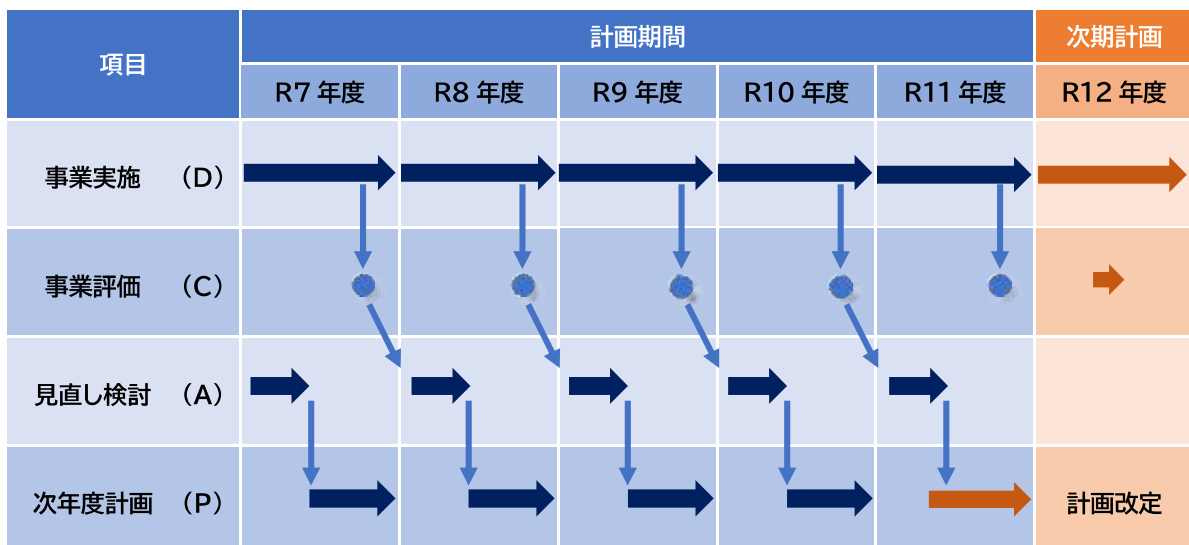 項目
計画期間
次期計画
R7 年度
R8 年度
R9 年度
R10 年度
R11 年度
R12 年度
事業実施 （D）
事業評価 （C）
見直し検討 （A）
次年度計画 （P）
計画改定